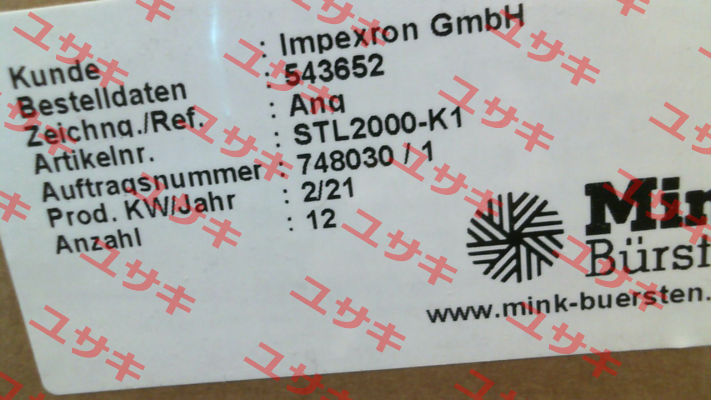 Kunde : Impexron GmbH
Bestelldaten : 543652
Zeichng./Ref. : Ang
Artikelnr. : STL2000-K1
Auftragsnummer : 748030 / 1
Prod. KW/Jahr : 2/21
Anzahl : 12
Bürst
www.mink-buersten.
ユサキ